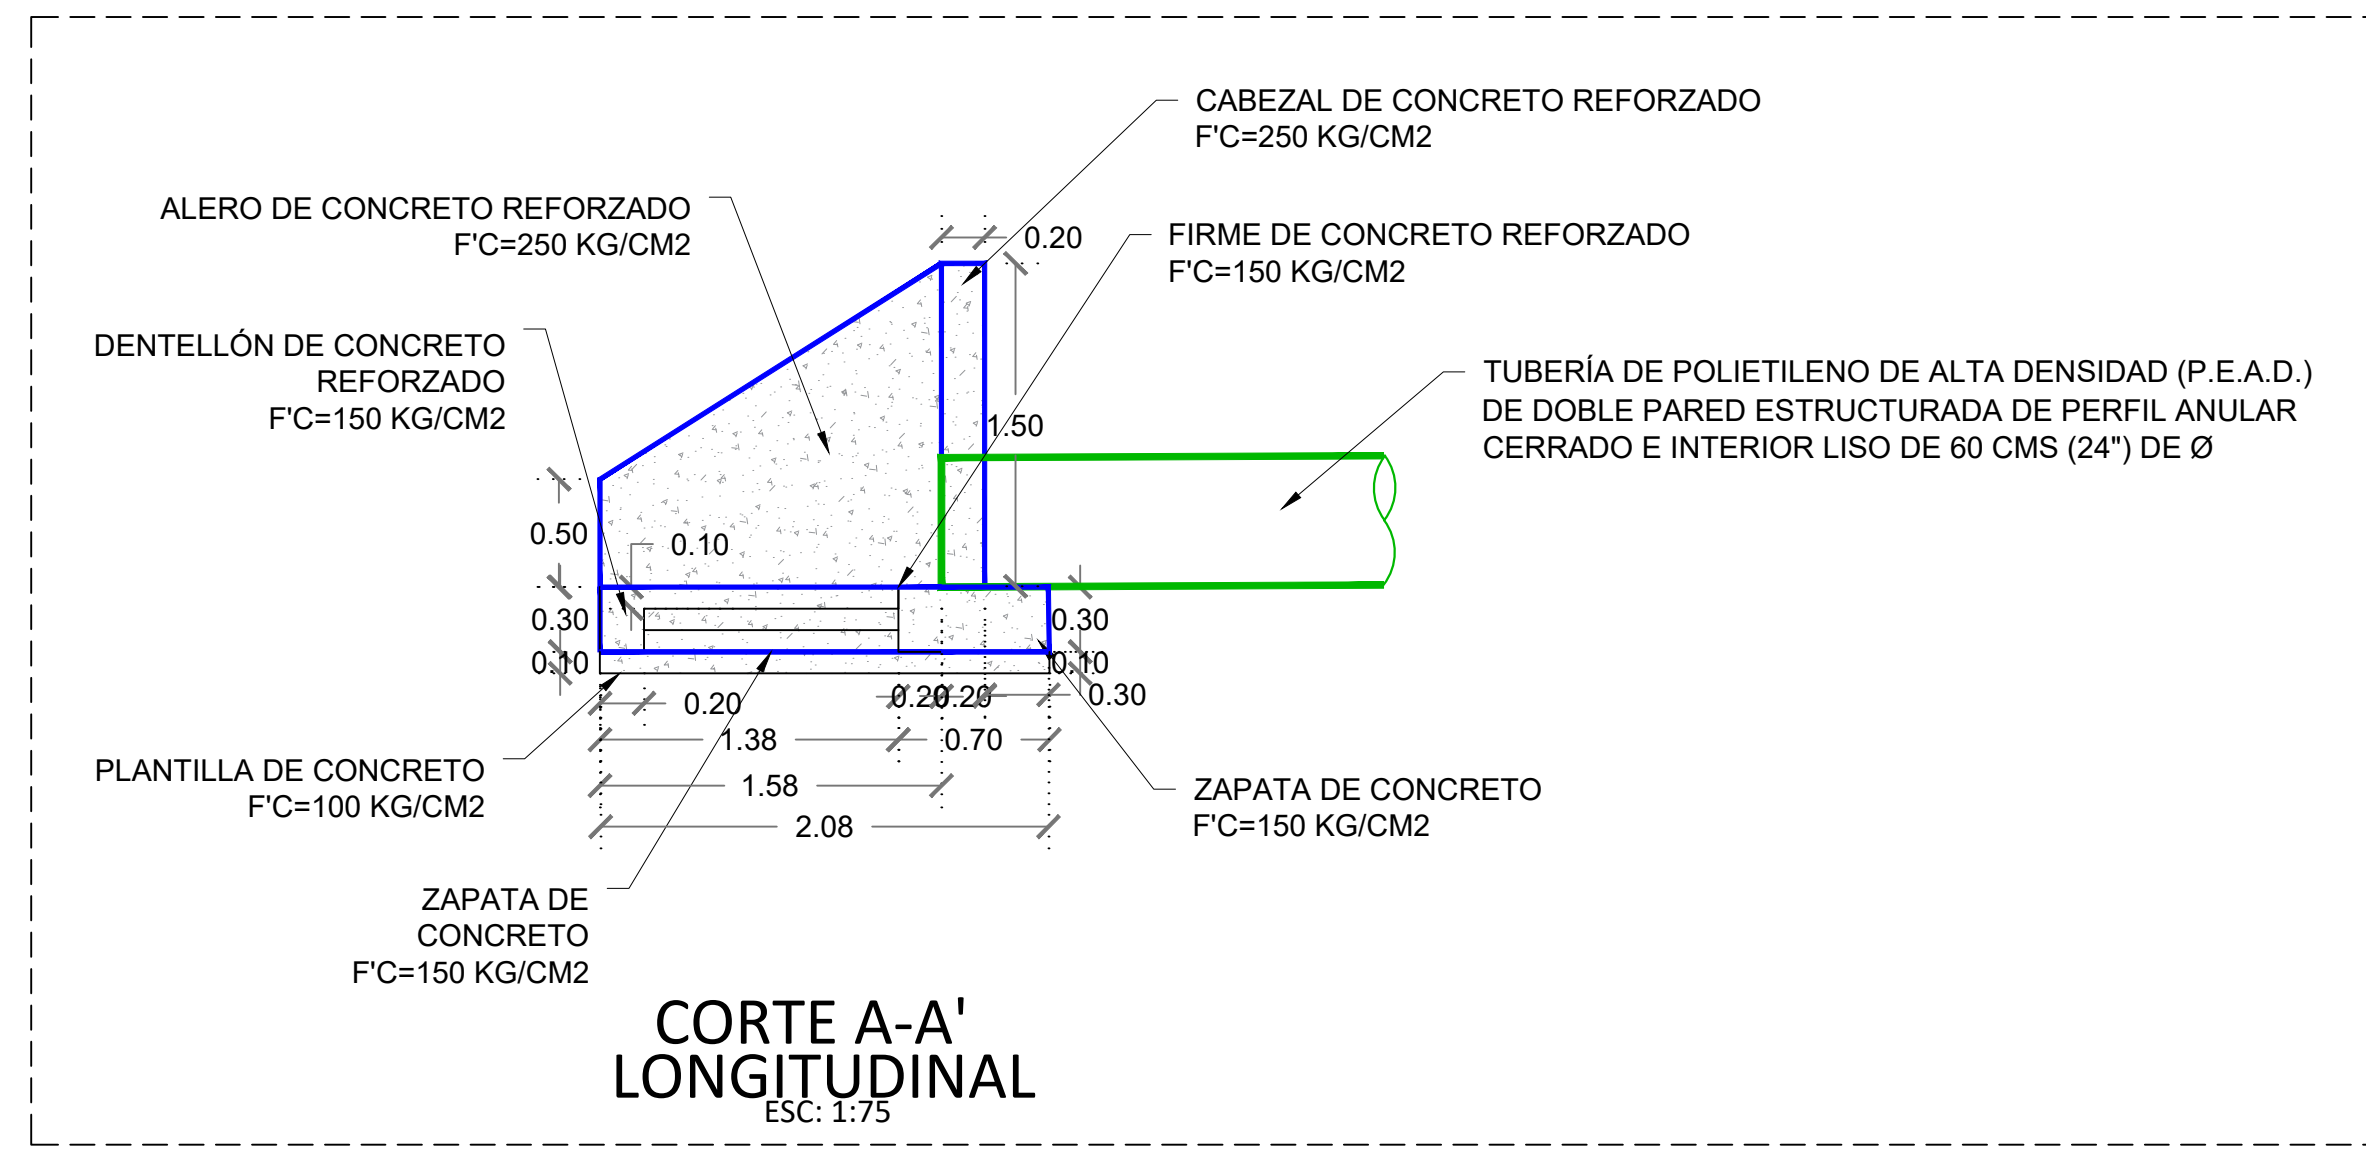 CABEZAL DE CONCRETO REFORZADO
F'C=250 KG/CM2
ALERO DE CONCRETO REFORZADO
F'C=250 KG/CM2
0.20
FIRME DE CONCRETO REFORZADO
F'C=150 KG/CM2
DENTELLÓN DE CONCRETO
REFORZADO
F'C=150 KG/CM2
TUBERÍA DE POLIETILENO DE ALTA DENSIDAD (P.E.A.D.)
DE DOBLE PARED ESTRUCTURADA DE PERFIL ANULAR
CERRADO E INTERIOR LISO DE 60 CMS (24") DE Ø
1.50
0.50
0.10
0.30
0.30
0.10
0.10
0.20
0.20
0.20
0.30
1.38
0.70
1.58
2.08
PLANTILLA DE CONCRETO
F'C=100 KG/CM2
ZAPATA DE CONCRETO
F'C=150 KG/CM2
ZAPATA DE
CONCRETO
F'C=150 KG/CM2
CORTE A-A'
LONGITUDINAL
ESC: 1:75